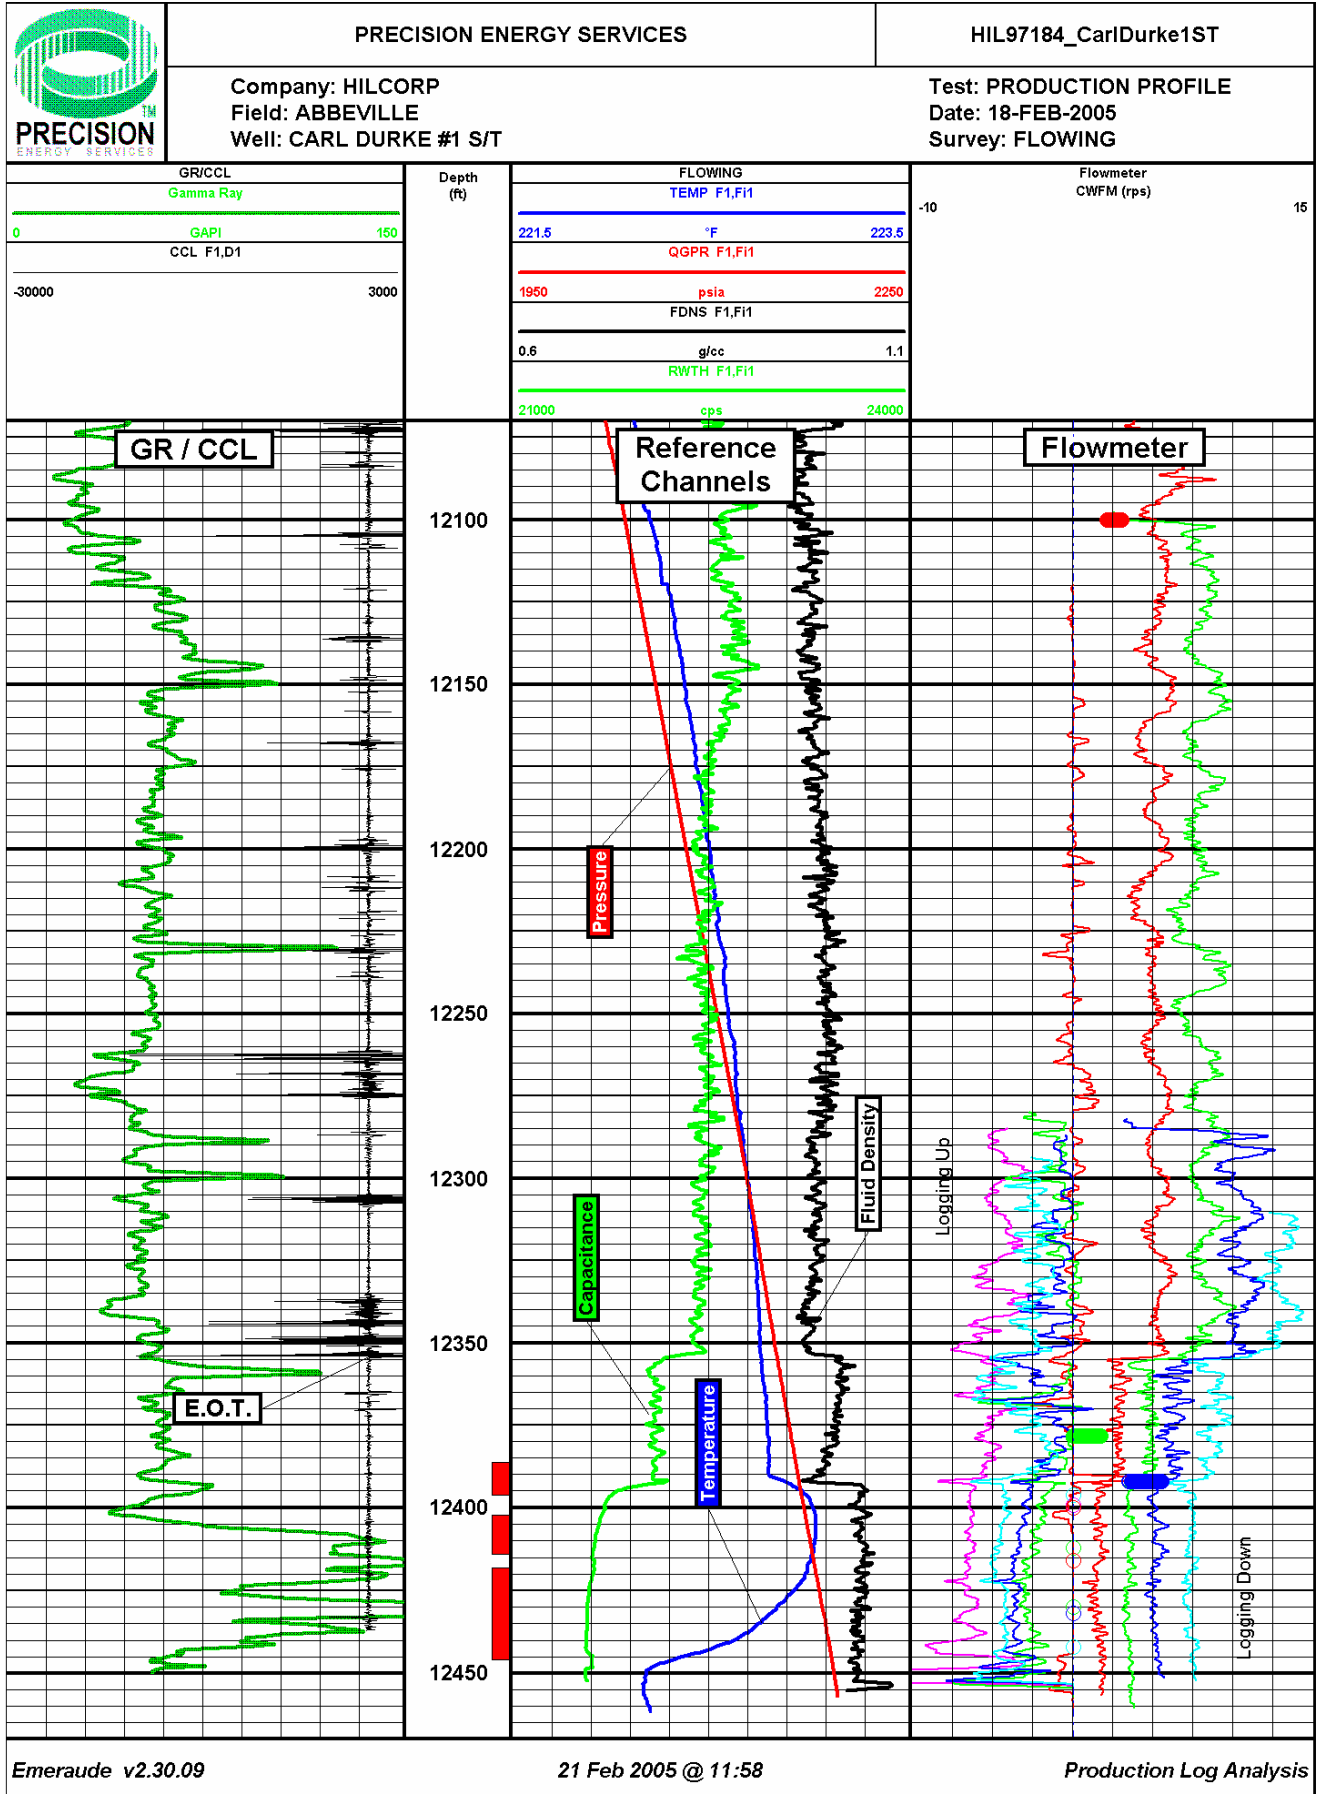 PRECISION
ENERGY SERVICES
TM
PRECISION ENERGY SERVICES
HIL97184_CarlDurke1ST
Company: HILCORP
Field: ABBEVILLE
Well: CARL DURKE #1 S/T
Test: PRODUCTION PROFILE
Date: 18-FEB-2005
Survey: FLOWING
GR/CCL
Gamma Ray
0 GAPI 150
CCL F1,D1
-30000 3000
Depth
(ft)
FLOWING
TEMP F1,Fi1
221.5 °F 223.5
QGPR F1,Fi1
1950 psia 2250
FDNS F1,Fi1
0.6 g/cc 1.1
RWTH F1,Fi1
21000 cps 24000
Flowmeter
CWFM (rps)
-10 15
GR / CCL
Reference
Channels
Flowmeter
12100
12150
12200
12250
12300
12350
12400
12450
Pressure
Fluid Density
Capacitance
Temperature
E.O.T.
Logging Up
Logging Down
Emeraude v2.30.09
21 Feb 2005 @ 11:58
Production Log Analysis